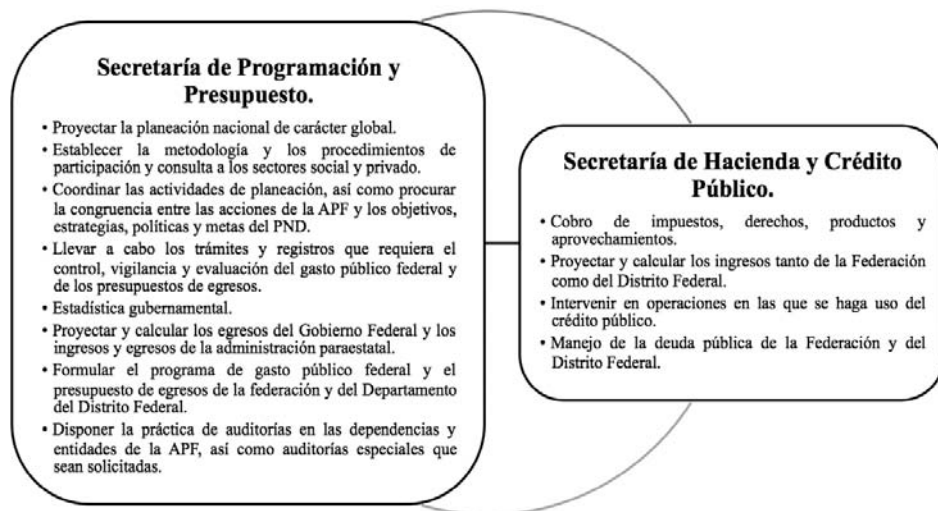 Secretaría de Programación y
Presupuesto.
• Proyectar la planeación nacional de carácter global.
• Establecer la metodología y los procedimientos de
participación y consulta a los sectores social y privado.
• Coordinar las actividades de planeación, así como procurar
la congruencia entre las acciones de la APF y los objetivos,
estrategias, políticas y metas del PND.
• Llevar a cabo los trámites y registros que requiera el
control, vigilancia y evaluación del gasto público federal y
de los presupuestos de egresos.
• Estadística gubernamental.
• Proyectar y calcular los egresos del Gobierno Federal y los
ingresos y egresos de la administración paraestatal.
• Formular el programa de gasto público federal y el
presupuesto de egresos de la federación y del Departamento
del Distrito Federal.
• Disponer la práctica de auditorías en las dependencias y
entidades de la APF, así como auditorías especiales que
sean solicitadas.
Secretaría de Hacienda y Crédito
Público.
• Cobro de impuestos, derechos, productos y
aprovechamientos.
• Proyectar y calcular los ingresos tanto de la Federación
como del Distrito Federal.
• Intervenir en operaciones en las que se haga uso del
crédito público.
• Manejo de la deuda pública de la Federación y del
Distrito Federal.